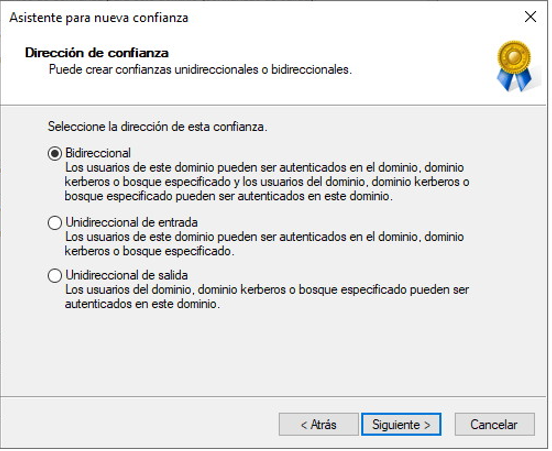 Asistente para nueva confianza
Dirección de confianza
Puede crear confianzas unidireccionales o bidireccionales.
Seleccione la dirección de esta confianza.
Bidireccional
Los usuarios de este dominio pueden ser autenticados en el dominio, dominio
kerberos o bosque especificado y los usuarios del dominio, dominio kerberos o
bosque especificado pueden ser autenticados en este dominio.
Unidireccional de entrada
Los usuarios de este dominio pueden ser autenticados en el dominio, dominio
kerberos o bosque especificado.
Unidireccional de salida
Los usuarios del dominio, dominio kerberos o bosque especificado pueden ser
autenticados en este dominio.
< Atrás Siguiente > Cancelar